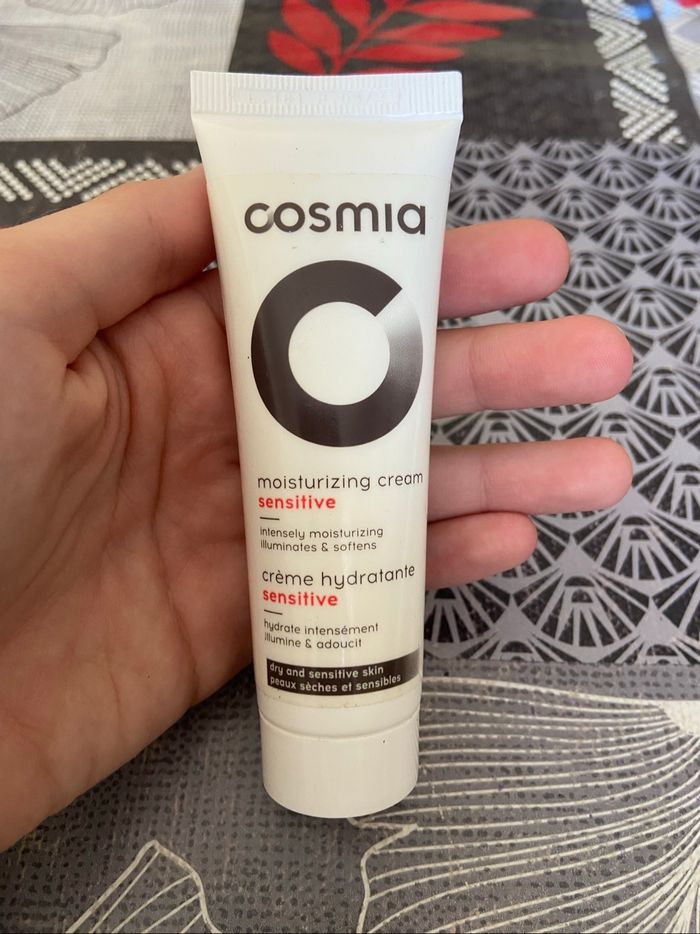 cosmia
moisturizing cream
sensitive
intensely moisturizing
illuminates & softens
crème hydratante
sensitive
hydrate intensément
illumine & adoucit
dry and sensitive skin
peaux sèches et sensibles